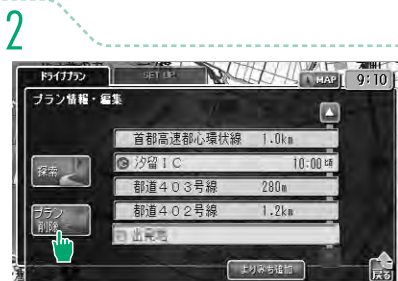 2
ドライブプラン SET UP MAP 9:10
プラン情報・編集
首都高速都心環状線 1.0km
探索
汐留IC 10:00頃
都道403号線 280m
プラン
削除
都道402号線 1.2km
出発地
よりみち追加
戻る